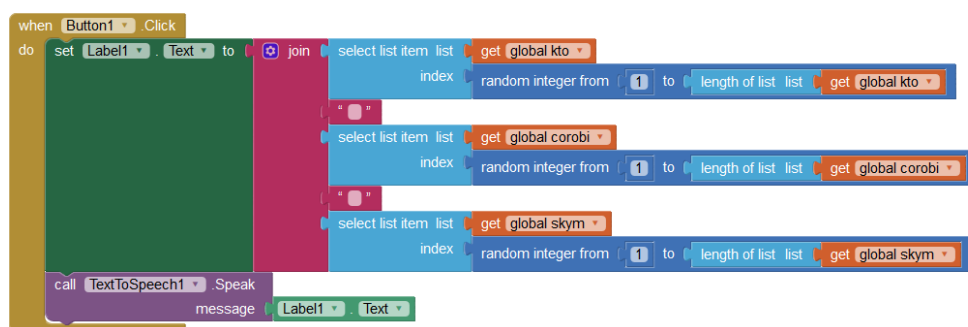 when Button1 .Click
do set Label1 . Text to join select list item list get global kto
index random integer from 1 to length of list list get global kto
" "
select list item list get global corobi
index random integer from 1 to length of list list get global corobi
" "
select list item list get global skym
index random integer from 1 to length of list list get global skym
call TextToSpeech1 .Speak
message Label1 . Text